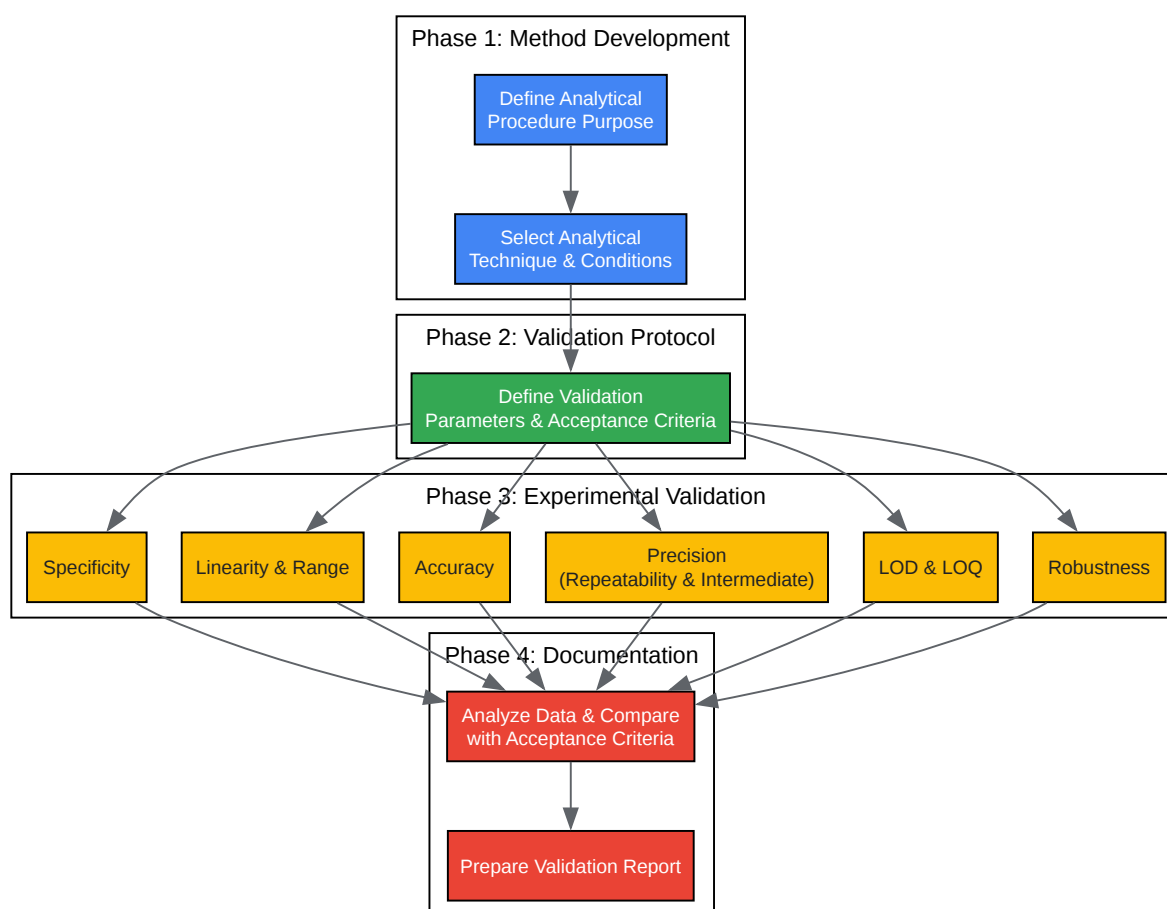 Phase 1: Method Development
Define Analytical
Procedure Purpose
Select Analytical
Technique & Conditions
Phase 2: Validation Protocol
Define Validation
Parameters & Acceptance Criteria
Phase 3: Experimental Validation
Specificity
Linearity & Range
Accuracy
Precision
(Repeatability & Intermediate)
LOD & LOQ
Robustness
Phase 4: Documentation
Analyze Data & Compare
with Acceptance Criteria
Prepare Validation Report